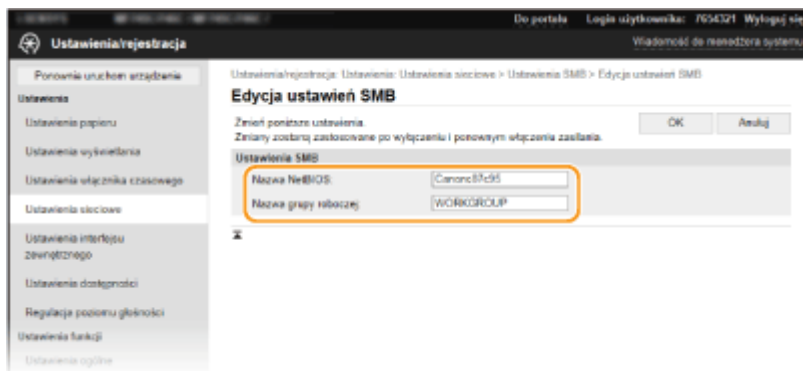 Do portalu Login użytkownika: 7654321 Wyloguj się
Ustawienia/rejestracja
Wiadomość do menedżera systemu
Ponownie uruchom urządzenie
Ustawienia
Ustawienia papieru
Ustawienia wyświetlania
Ustawienia włącznika czasowego
Ustawienia sieciowe
Ustawienia interfejsu
zewnętrznego
Ustawienia dostępności
Regulacja poziomu głośności
Ustawienia funkcji
Ustawienia ogólne
Ustawienia/rejestracja: Ustawienia: Ustawienia sieciowe > Ustawienia SMB > Edycja ustawień SMB
Edycja ustawień SMB
Zmień poniższe ustawienia.
Zmiany zostaną zastosowane po wyłączeniu i ponownym włączeniu zasilania.
OK Anuluj
Ustawienia SMB
Nazwa NetBIOS: Canonc87c95
Nazwa grupy roboczej: WORKGROUP